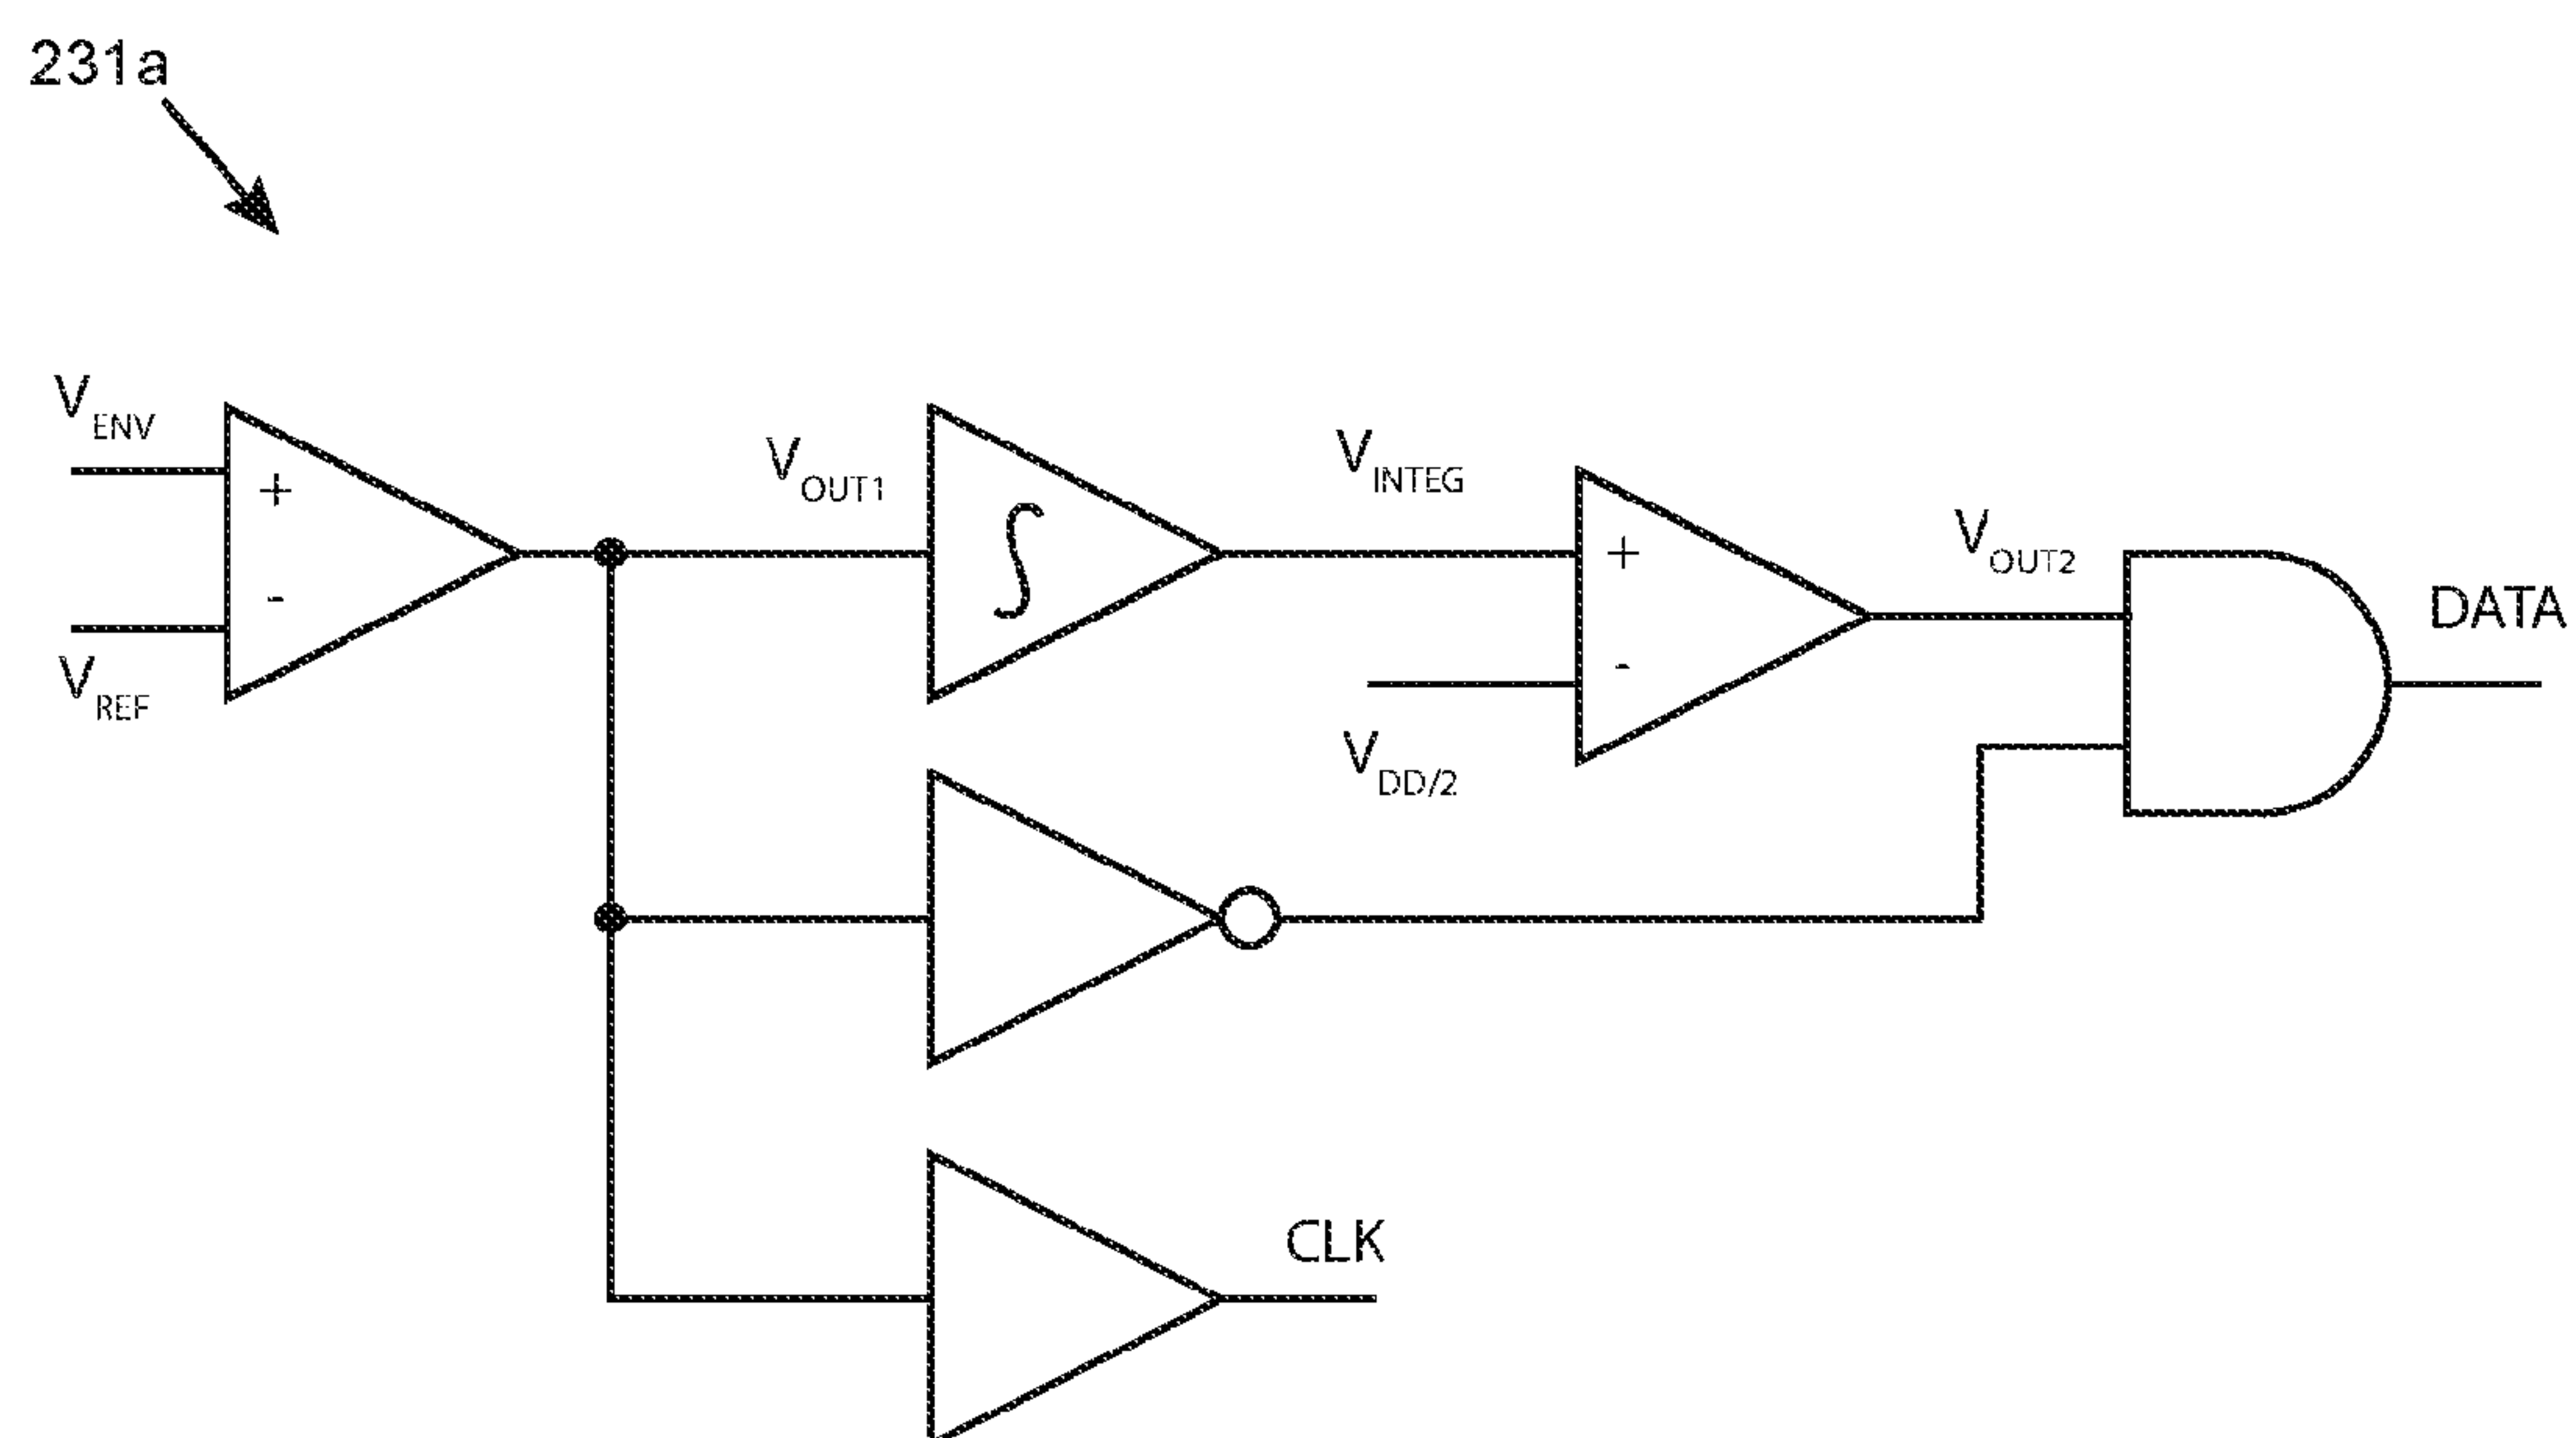 231a
VENV
+
-
VREF
VOUT1
∫
VINTEG
+
-
VDD/2
VOUT2
DATA
CLK